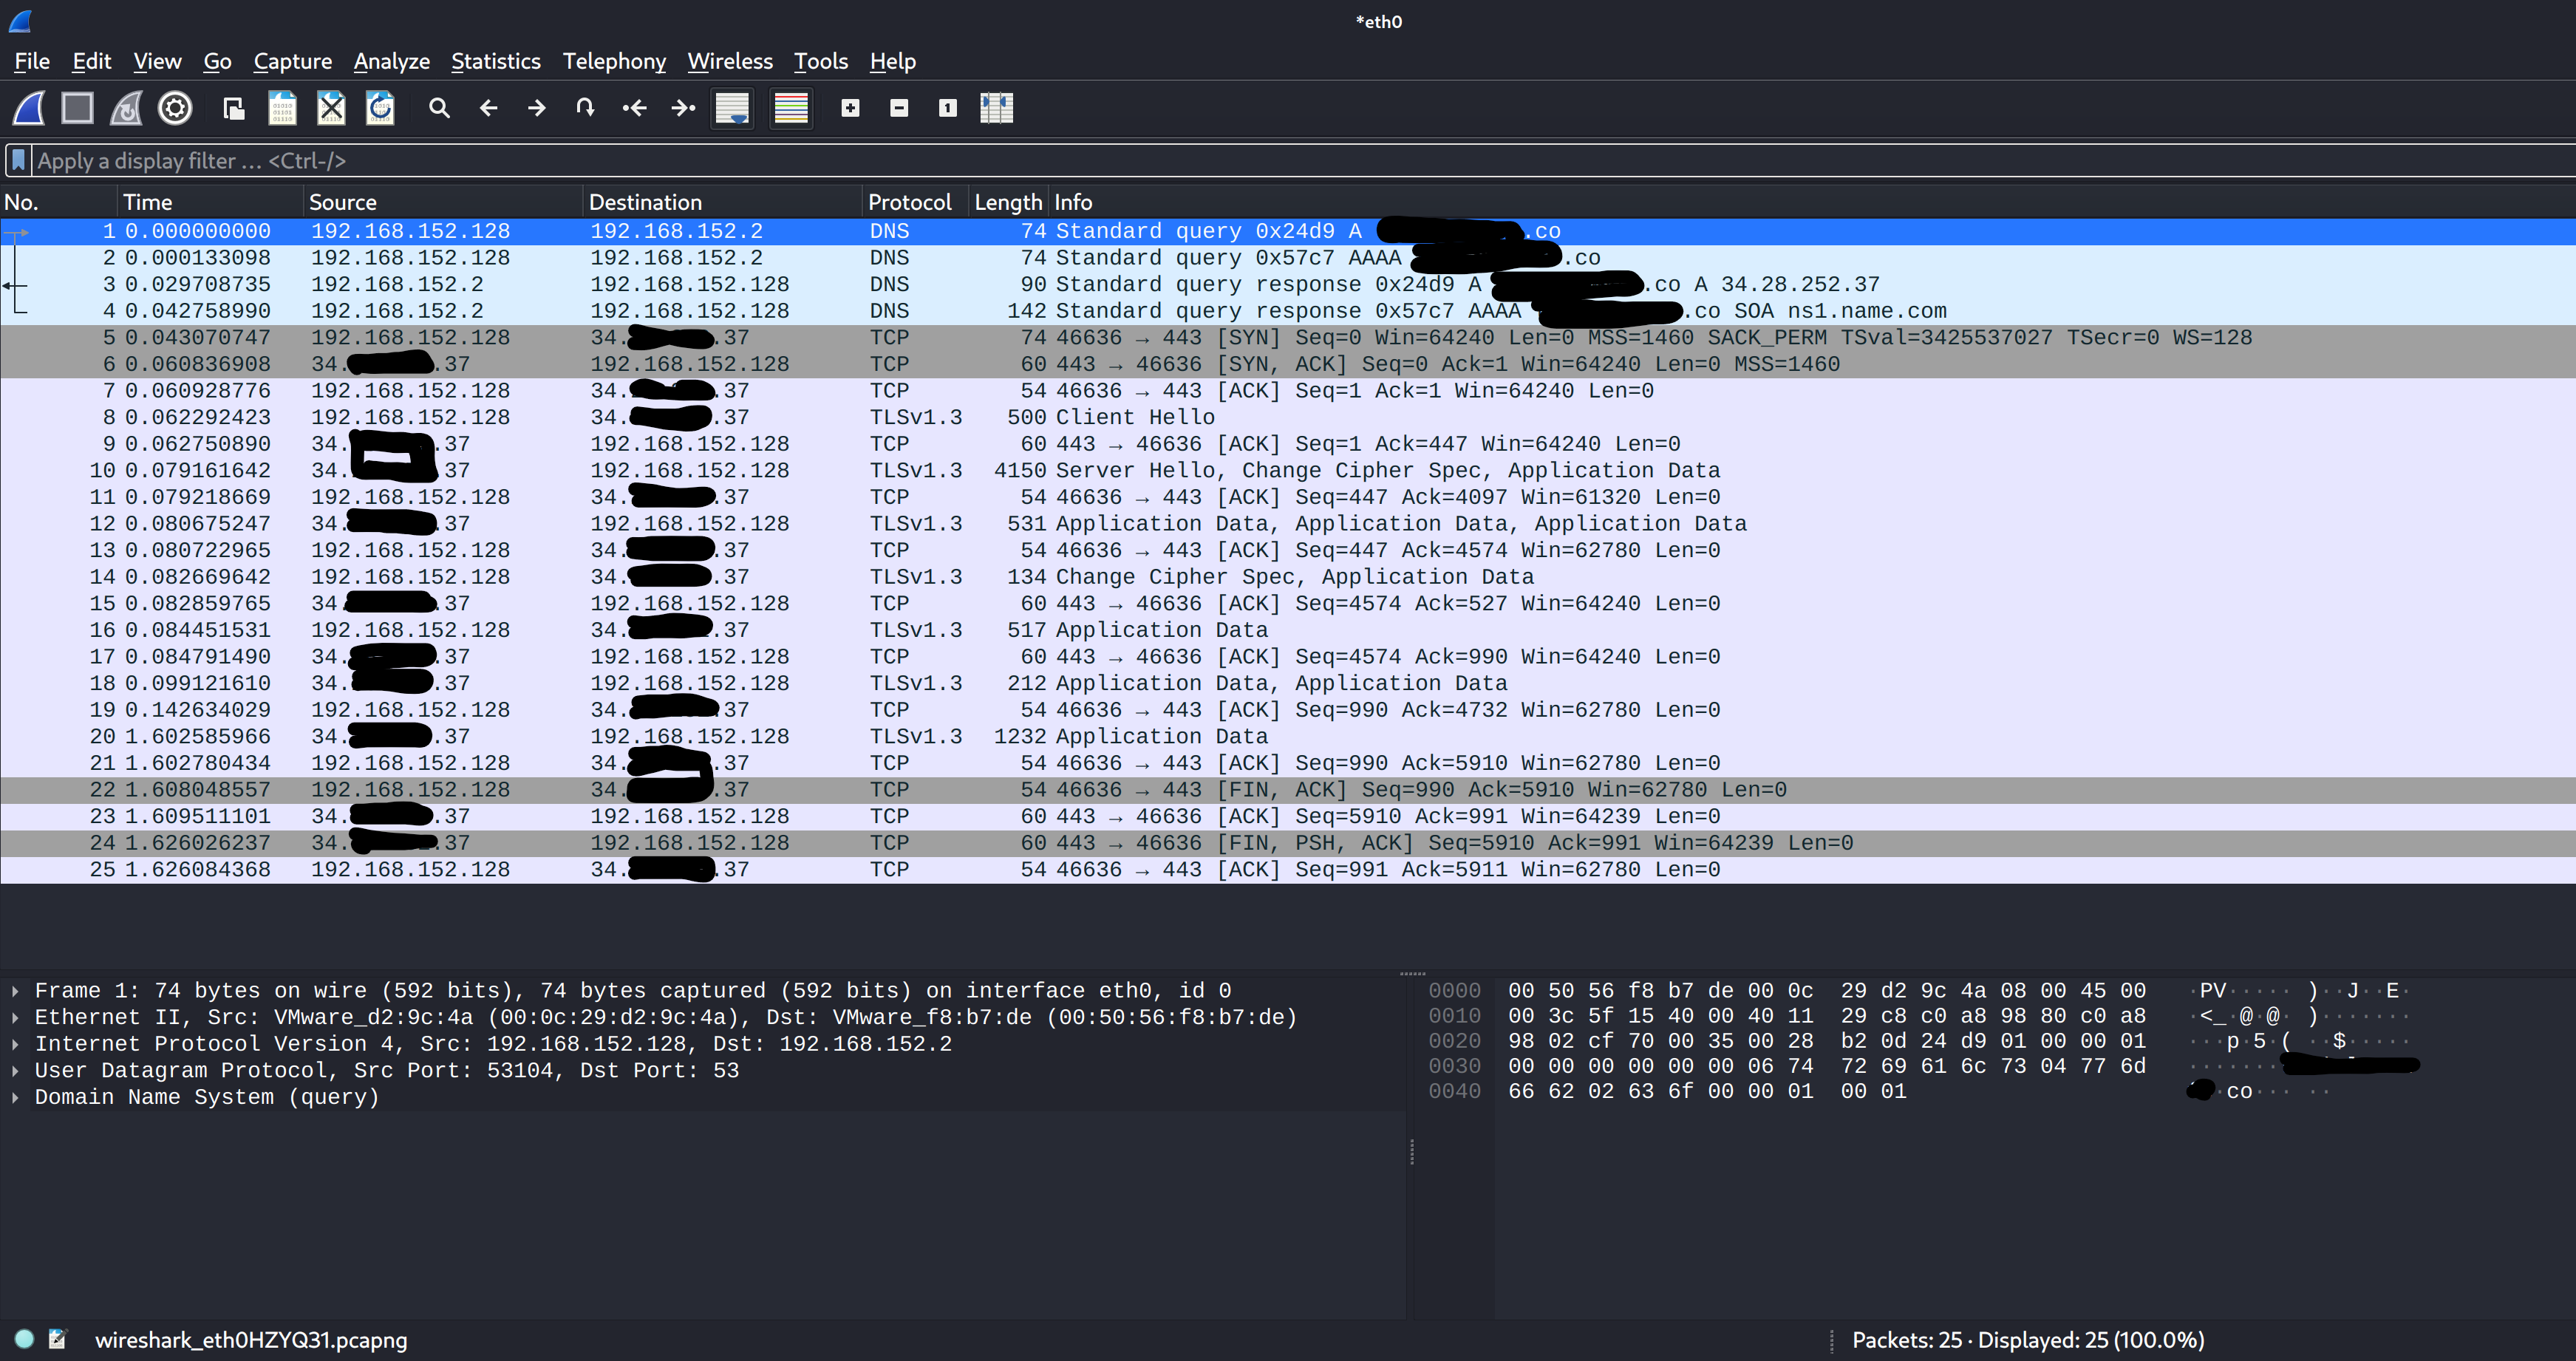 *eth0
File Edit View Go Capture Analyze Statistics Telephony Wireless Tools Help
Apply a display filter … <Ctrl-/>
No. Time Source Destination Protocol Length Info
1 0.000000000 192.168.152.128 192.168.152.2 DNS 74 Standard query 0x24d9 A .co
2 0.000133098 192.168.152.128 192.168.152.2 DNS 74 Standard query 0x57c7 AAAA .co
3 0.029708735 192.168.152.2 192.168.152.128 DNS 90 Standard query response 0x24d9 A .co A 34.28.252.37
4 0.042758990 192.168.152.2 192.168.152.128 DNS 142 Standard query response 0x57c7 AAAA .co SOA ns1.name.com
5 0.043070747 192.168.152.128 34. .37 TCP 74 46636 → 443 [SYN] Seq=0 Win=64240 Len=0 MSS=1460 SACK_PERM TSval=3425537027 TSecr=0 WS=128
6 0.060836908 34. .37 192.168.152.128 TCP 60 443 → 46636 [SYN, ACK] Seq=0 Ack=1 Win=64240 Len=0 MSS=1460
7 0.060928776 192.168.152.128 34. .37 TCP 54 46636 → 443 [ACK] Seq=1 Ack=1 Win=64240 Len=0
8 0.062292423 192.168.152.128 34. .37 TLSv1.3 500 Client Hello
9 0.062750890 34. .37 192.168.152.128 TCP 60 443 → 46636 [ACK] Seq=1 Ack=447 Win=64240 Len=0
10 0.079161642 34. .37 192.168.152.128 TLSv1.3 4150 Server Hello, Change Cipher Spec, Application Data
11 0.079218669 192.168.152.128 34. .37 TCP 54 46636 → 443 [ACK] Seq=447 Ack=4097 Win=61320 Len=0
12 0.080675247 34. .37 192.168.152.128 TLSv1.3 531 Application Data, Application Data, Application Data
13 0.080722965 192.168.152.128 34. .37 TCP 54 46636 → 443 [ACK] Seq=447 Ack=4574 Win=62780 Len=0
14 0.082669642 192.168.152.128 34. .37 TLSv1.3 134 Change Cipher Spec, Application Data
15 0.082859765 34. .37 192.168.152.128 TCP 60 443 → 46636 [ACK] Seq=4574 Ack=527 Win=64240 Len=0
16 0.084451531 192.168.152.128 34. .37 TLSv1.3 517 Application Data
17 0.084791490 34. .37 192.168.152.128 TCP 60 443 → 46636 [ACK] Seq=4574 Ack=990 Win=64240 Len=0
18 0.099121610 34. .37 192.168.152.128 TLSv1.3 212 Application Data, Application Data
19 0.142634029 192.168.152.128 34. .37 TCP 54 46636 → 443 [ACK] Seq=990 Ack=4732 Win=62780 Len=0
20 1.602585966 34. .37 192.168.152.128 TLSv1.3 1232 Application Data
21 1.602780434 192.168.152.128 34. .37 TCP 54 46636 → 443 [ACK] Seq=990 Ack=5910 Win=62780 Len=0
22 1.608048557 192.168.152.128 34. .37 TCP 54 46636 → 443 [FIN, ACK] Seq=990 Ack=5910 Win=62780 Len=0
23 1.609511101 34. .37 192.168.152.128 TCP 60 443 → 46636 [ACK] Seq=5910 Ack=991 Win=64239 Len=0
24 1.626026237 34. .37 192.168.152.128 TCP 60 443 → 46636 [FIN, PSH, ACK] Seq=5910 Ack=991 Win=64239 Len=0
25 1.626084368 192.168.152.128 34. .37 TCP 54 46636 → 443 [ACK] Seq=991 Ack=5911 Win=62780 Len=0
Frame 1: 74 bytes on wire (592 bits), 74 bytes captured (592 bits) on interface eth0, id 0
Ethernet II, Src: VMware_d2:9c:4a (00:0c:29:d2:9c:4a), Dst: VMware_f8:b7:de (00:50:56:f8:b7:de)
Internet Protocol Version 4, Src: 192.168.152.128, Dst: 192.168.152.2
User Datagram Protocol, Src Port: 53104, Dst Port: 53
Domain Name System (query)
0000 00 50 56 f8 b7 de 00 0c 29 d2 9c 4a 08 00 45 00 ·PV·····)··J··E·
0010 00 3c 5f 15 40 00 40 11 29 c8 c0 a8 98 80 c0 a8 ·<_·@·@·)·······
0020 98 02 cf 70 00 35 00 28 b2 0d 24 d9 01 00 00 01 ···p·5·(··$·····
0030 00 00 00 00 00 00 06 74 72 69 61 6c 73 04 77 6d ·······
0040 66 62 02 63 6f 00 00 01 00 01 ·co·····
wireshark_eth0HZYQ31.pcapng
Packets: 25 · Displayed: 25 (100.0%)